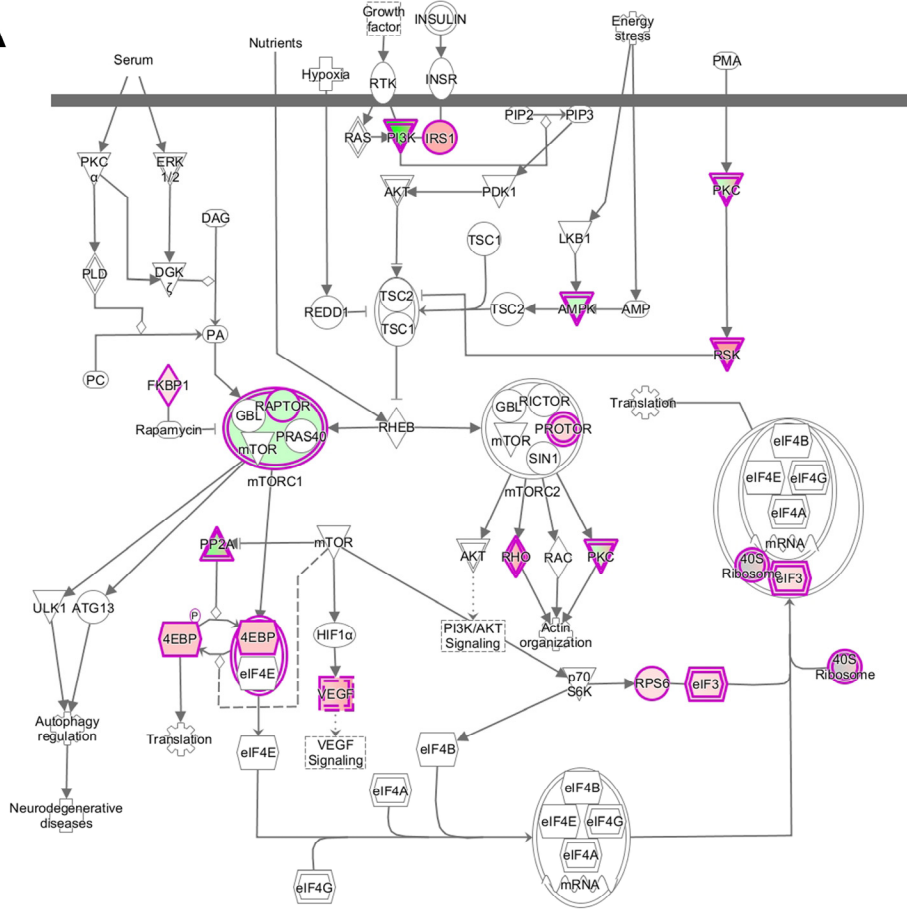 A
Growth
factor
INSULIN
Energy
stress
Nutrients
Serum
Hypoxia
RTK
INSR
PMA
PIP2
PIP3
RAS
PI3K
IRS1
PKC
α
ERK
1/2
AKT
PDK1
PKC
DAG
TSC1
LKB1
PLD
DGK
ζ
TSC2
TSC1
REDD1
TSC2
AMPK
AMP
PA
RSK
PC
FKBP1
Rapamycin
GBL
RAPTOR
mTOR
PRAS40
mTORC1
RHEB
GBL
RICTOR
mTOR
PROTOR
SIN1
mTORC2
Translation
eIF4B
eIF4E
eIF4G
eIF4A
mRNA
40S
Ribosome
eIF3
PP2A
mTOR
AKT
RHO
RAC
PKC
ULK1
ATG13
P
4EBP
4EBP
eIF4E
HIF1α
PI3K/AKT
Signaling
Actin
organization
p70
S6K
RPS6
eIF3
40S
Ribosome
VEGF
Autophagy
regulation
Translation
eIF4E
VEGF
Signaling
eIF4B
Neurodegenerative
diseases
eIF4A
eIF4G
eIF4B
eIF4E
eIF4G
eIF4A
mRNA